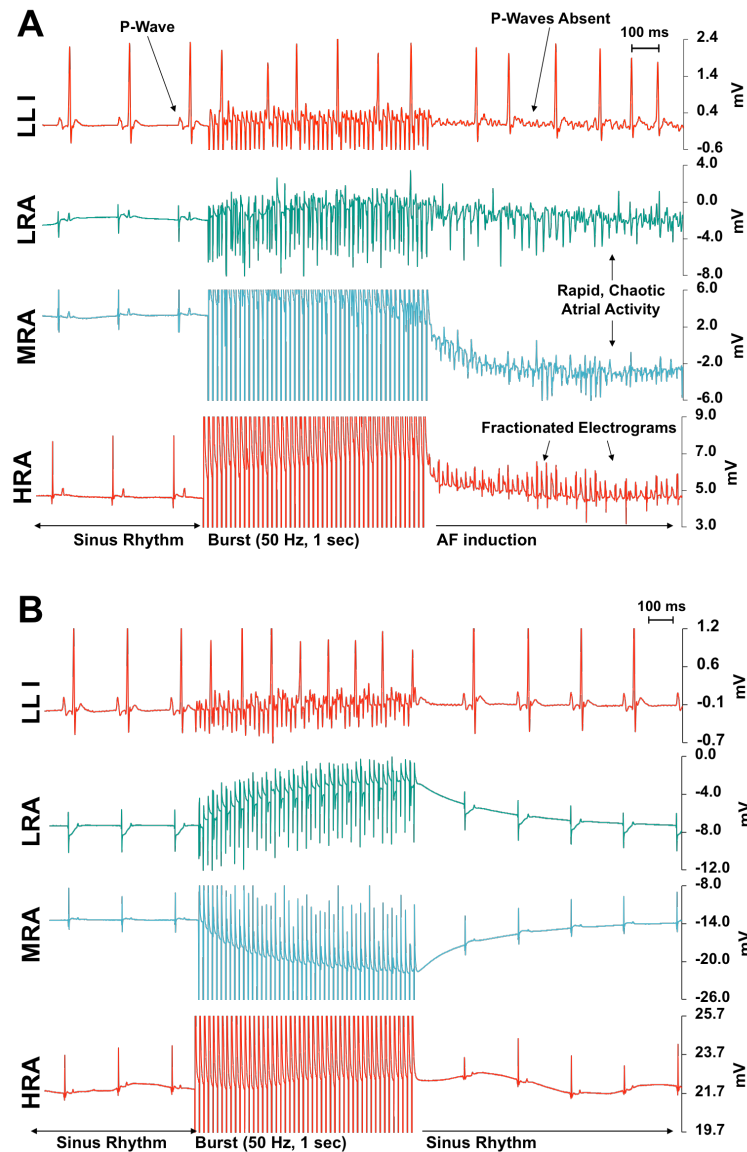 A
P-Wave
P-Waves Absent
100 ms
LL I
2.4
1.4
0.4
-0.6
mV
LRA
4.0
0.0
-4.0
-8.0
mV
Rapid, Chaotic
Atrial Activity
MRA
6.0
2.0
-2.0
-6.0
mV
Fractionated Electrograms
HRA
9.0
7.0
5.0
3.0
mV
Sinus Rhythm
Burst (50 Hz, 1 sec)
AF induction
B
100 ms
LL I
1.2
0.6
-0.1
-0.7
mV
LRA
0.0
-4.0
-8.0
-12.0
mV
MRA
-8.0
-14.0
-20.0
-26.0
mV
HRA
25.7
23.7
21.7
19.7
mV
Sinus Rhythm
Burst (50 Hz, 1 sec)
Sinus Rhythm